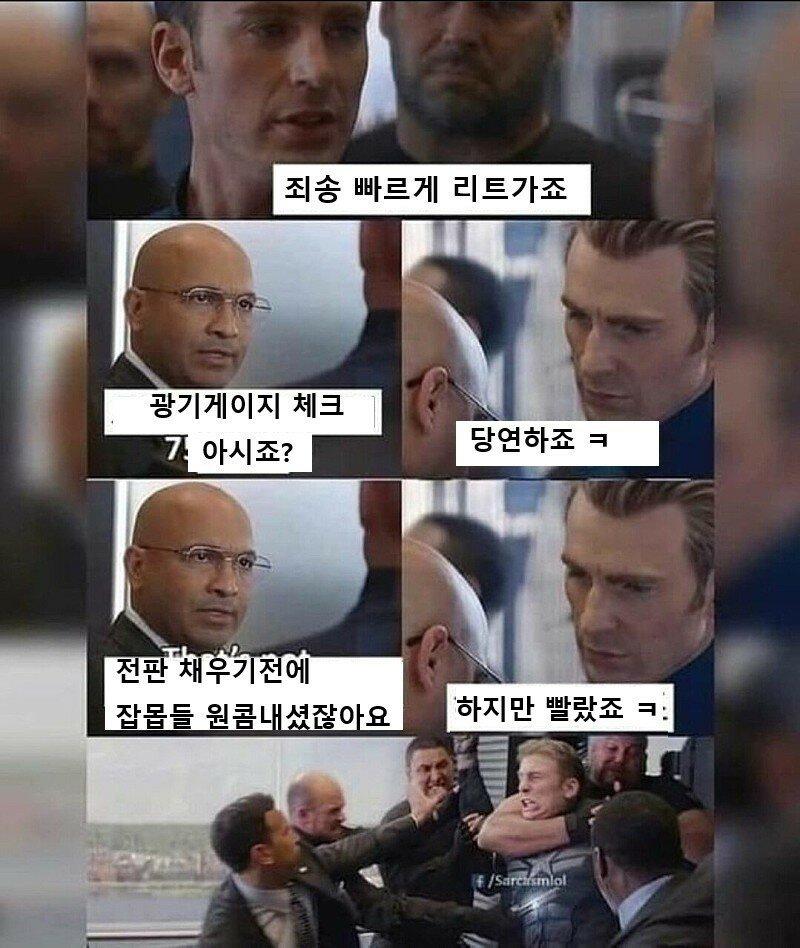 죄송 빠르게 리트가죠
광기게이지 체크
아시죠?
당연하죠 ㅋ
전판 채우기전에
잡몹들 원콤내셨잖아요
하지만 빨랐죠 ㅋ
f /Sarcasmlol